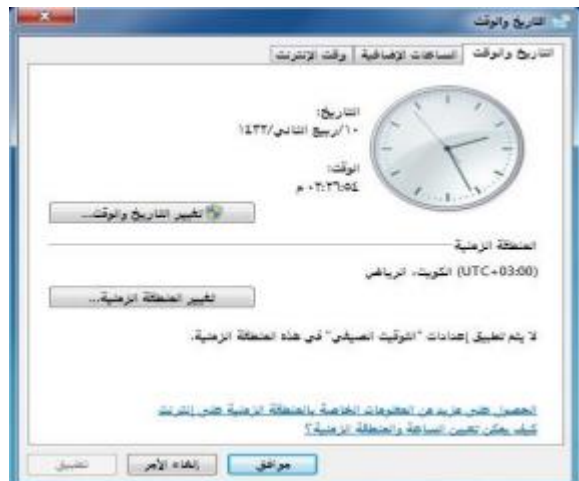 التاريخ والوقت
التاريخ والوقت الساعات الإضافية وقت الإنترنت
التاريخ:
١٠/ربيع الثاني/١٤٣٣
الوقت:
٠٢:٢٦:٥٤ م
تغيير التاريخ والوقت...
المنطقة الزمنية
(UTC+03:00) الكويت، الرياض
تغيير المنطقة الزمنية...
لا يتم تطبيق إعدادات "التوقيت الصيفي" في هذه المنطقة الزمنية.
الحصول على مزيد من المعلومات الخاصة بالمنطقة الزمنية على إنترنت
كيف يمكن تعيين الساعة والمنطقة الزمنية؟
موافق إلغاء الأمر تطبيق